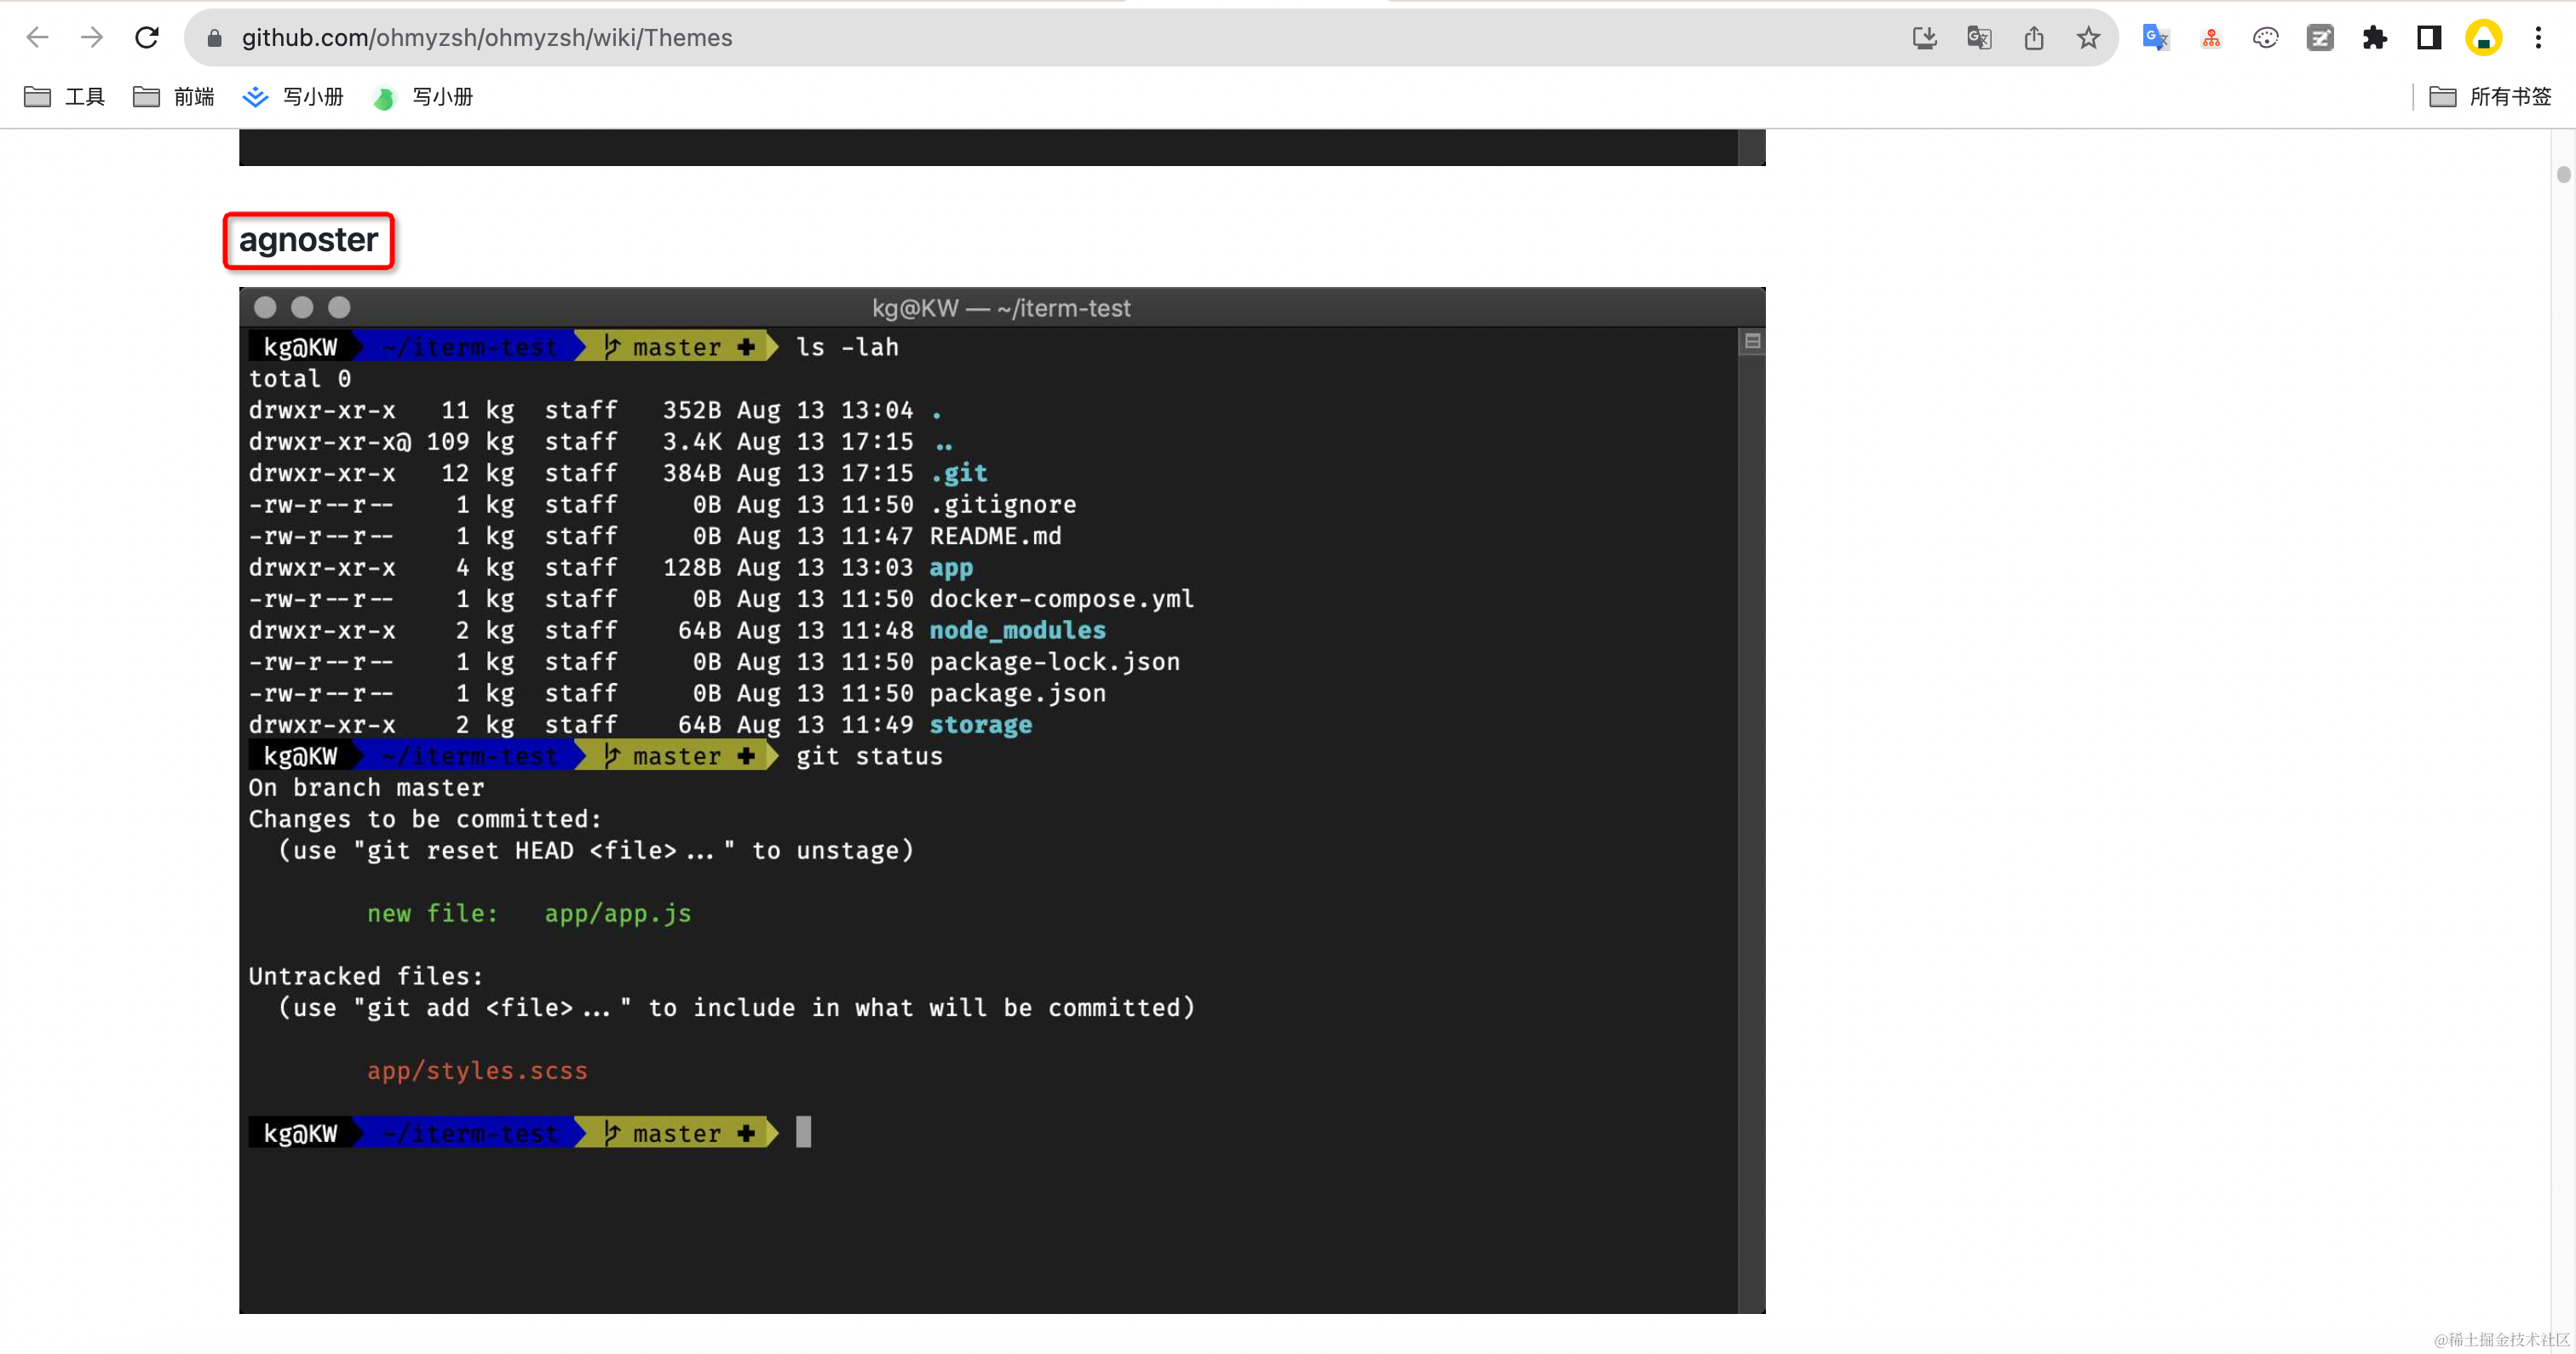 github.com/ohmyzsh/ohmyzsh/wiki/Themes
工具 前端 写小册 写小册 所有书签
agnoster
kg@KW — ~/iterm-test
kg@KW ~/iterm-test master ✚ ls -lah
total 0
drwxr-xr-x 11 kg staff 352B Aug 13 13:04 .
drwxr-xr-x@ 109 kg staff 3.4K Aug 13 17:15 ..
drwxr-xr-x 12 kg staff 384B Aug 13 17:15 .git
-rw-r--r-- 1 kg staff 0B Aug 13 11:50 .gitignore
-rw-r--r-- 1 kg staff 0B Aug 13 11:47 README.md
drwxr-xr-x 4 kg staff 128B Aug 13 13:03 app
-rw-r--r-- 1 kg staff 0B Aug 13 11:50 docker-compose.yml
drwxr-xr-x 2 kg staff 64B Aug 13 11:48 node_modules
-rw-r--r-- 1 kg staff 0B Aug 13 11:50 package-lock.json
-rw-r--r-- 1 kg staff 0B Aug 13 11:50 package.json
drwxr-xr-x 2 kg staff 64B Aug 13 11:49 storage
kg@KW ~/iterm-test master ✚ git status
On branch master
Changes to be committed:
(use "git reset HEAD <file>..." to unstage)
new file: app/app.js
Untracked files:
(use "git add <file>..." to include in what will be committed)
app/styles.scss
kg@KW ~/iterm-test master ✚
@稀土掘金技术社区